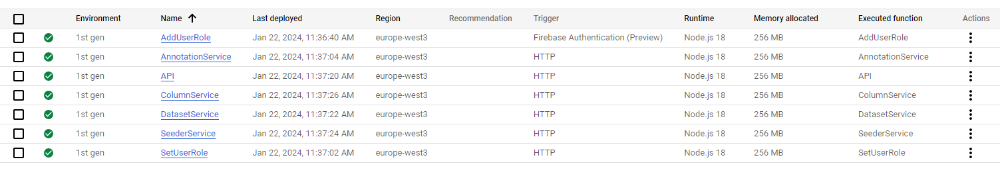 Environment Name Last deployed Region Recommendation Trigger Runtime Memory allocated Executed function Actions
1st gen AddUserRole Jan 22, 2024, 11:36:40 AM europe-west3 Firebase Authentication (Preview) Node.js 18 256 MB AddUserRole
1st gen AnnotationService Jan 22, 2024, 11:37:04 AM europe-west3 HTTP Node.js 18 256 MB AnnotationService
1st gen API Jan 22, 2024, 11:37:20 AM europe-west3 HTTP Node.js 18 256 MB API
1st gen ColumnService Jan 22, 2024, 11:37:26 AM europe-west3 HTTP Node.js 18 256 MB ColumnService
1st gen DatasetService Jan 22, 2024, 11:37:22 AM europe-west3 HTTP Node.js 18 256 MB DatasetService
1st gen SeederService Jan 22, 2024, 11:37:24 AM europe-west3 HTTP Node.js 18 256 MB SeederService
1st gen SetUserRole Jan 22, 2024, 11:37:02 AM europe-west3 HTTP Node.js 18 256 MB SetUserRole